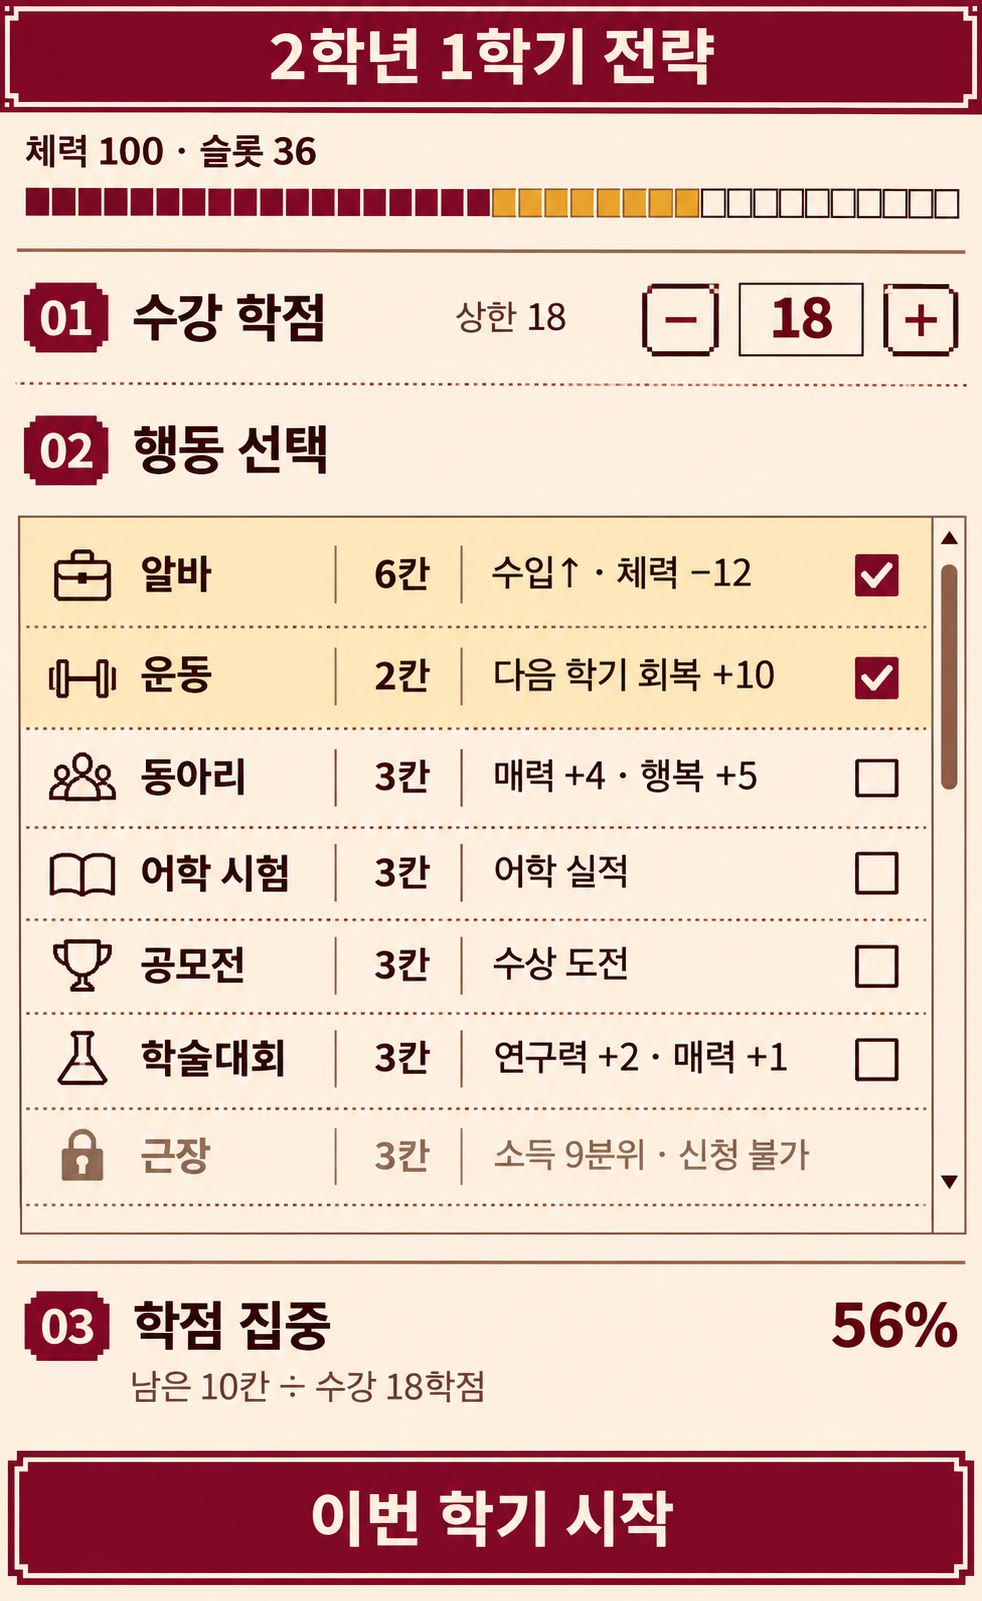 2학년 1학기 전략
체력 100 · 슬롯 36
01 수강 학점 상한 18 − 18 +
02 행동 선택
알바 6칸 수입↑ · 체력 −12
운동 2칸 다음 학기 회복 +10
동아리 3칸 매력 +4 · 행복 +5
어학 시험 3칸 어학 실적
공모전 3칸 수상 도전
학술대회 3칸 연구력 +2 · 매력 +1
근장 3칸 소득 9분위 · 신청 불가
03 학점 집중 56%
남은 10칸 ÷ 수강 18학점
이번 학기 시작